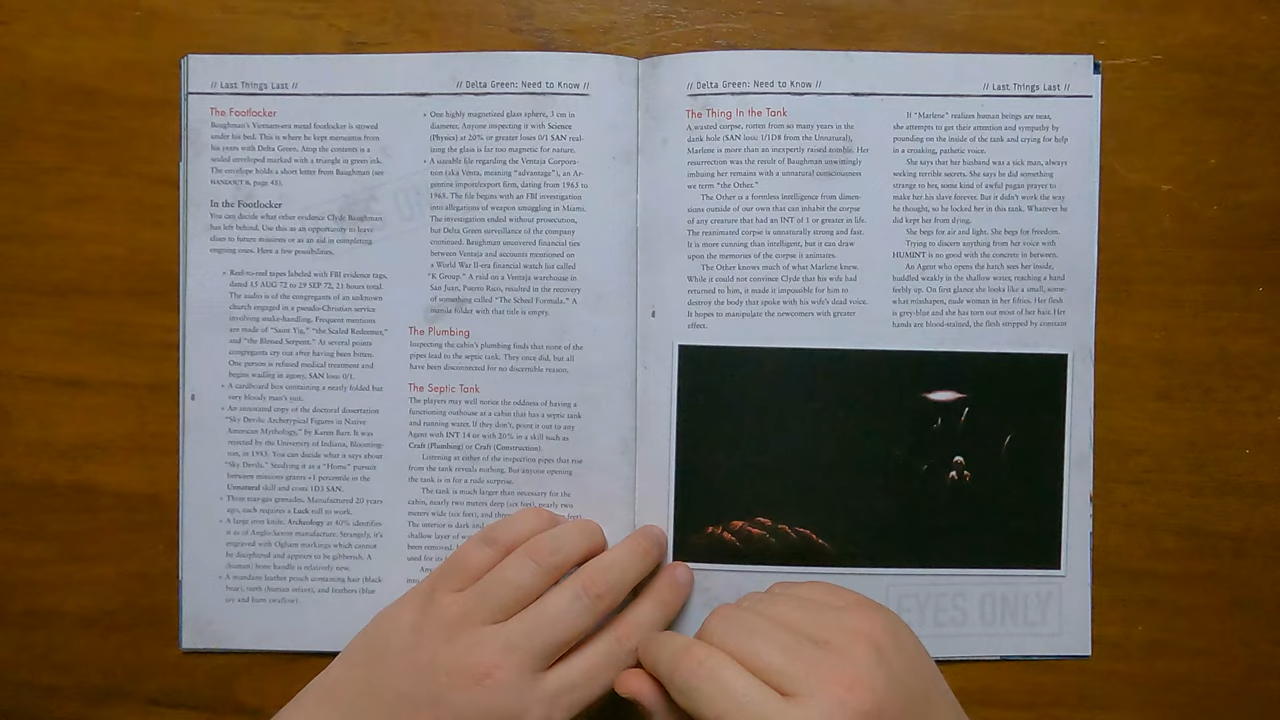 // Last Things Last //
// Delta Green: Need to Know //
The Footlocker
Baughman's Vietnam-era metal footlocker is stowed
under his bed. This is where he kept mementos from
his years with Delta Green. Atop the contents is a
sealed enveloped marked with a triangle in green ink.
The envelope holds a short letter from Baughman (see
HANDOUT B, page 48).
In the Footlocker
You can decide what other evidence Clyde Baughman
has left behind. Use this as an opportunity to leave
clues to future missions or as an aid in completing
ongoing ones. Here a few possibilities.
» Reel-to-reel tapes labeled with FBI evidence tags,
dated 15 AUG 72 to 29 SEP 72, 21 hours total.
The audio is of the congregants of an unknown
church engaged in a pseudo-Christian service
involving snake-handling. Frequent mentions
are made of "Saint Yig," "the Scaled Redeemer,"
and "the Blessed Serpent." At several points
congregants cry out after having been bitten.
One person is refused medical treatment and
begins wailing in agony. SAN loss: 0/1.
» A cardboard box containing a neatly folded but
very bloody man's suit.
» An annotated copy of the doctoral dissertation
"Sky Devils: Archetypical Figures in Native
American Mythology," by Karen Barr. It was
rejected by the University of Indiana, Blooming-
ton, in 1983. You can decide what it says about
"Sky Devils." Studying it as a "Home" pursuit
between missions grants +1 percentile in the
Unnatural skill and costs 1D3 SAN.
» Three tear-gas grenades. Manufactured 20 years
ago, each requires a Luck roll to work.
» A large iron knife. Archeology at 40% identifies
it as of Anglo-Saxon manufacture. Strangely, it's
engraved with Ogham markings which cannot
be deciphered and appears to be gibberish. A
(human) bone handle is relatively new.
» A mundane leather pouch containing hair (black
bear), teeth (human infant), and feathers (blue
jay and barn swallow).
» One highly magnetized glass sphere, 3 cm in
diameter. Anyone inspecting it with Science
(Physics) at 20% or greater loses 0/1 SAN real-
izing the glass is far too magnetic for nature.
» A sizeable file regarding the Ventaja Corpora-
tion (aka Venta, meaning "advantage"), an Ar-
gentine import/export firm, dating from 1963 to
1968. The file begins with an FBI investigation
into allegations of weapon smuggling in Miami.
The investigation ended without prosecution,
but Delta Green surveillance of the company
continued. Baughman uncovered financial ties
between Ventaja and accounts mentioned on
a World War II-era financial watch list called
"K Group." A raid on a Ventaja warehouse in
San Juan, Puerto Rico, resulted in the recovery
of something called "The Scheel Formula." A
manila folder with that title is empty.
The Plumbing
Inspecting the cabin's plumbing finds that none of the
pipes lead to the septic tank. They once did, but all
have been disconnected for no discernible reason.
The Septic Tank
The players may well notice the oddness of having a
functioning outhouse at a cabin that has a septic tank
and running water. If they don't, point it out to any
Agent with INT 14 or with 20% in a skill such as
Craft (Plumbing) or Craft (Construction).
Listening at either of the inspection pipes that rise
from the tank reveals nothing. But anyone opening
the tank is in for a rude surprise.
The tank is much larger than necessary for the
cabin, nearly two meters deep (six feet), nearly two
meters wide (six feet), and three
The interior is dark and
shallow layer of
been removed.
used for its
Any
// Delta Green: Need to Know //
// Last Things Last //
The Thing In the Tank
A wasted corpse, rotten from so many years in the
dank hole (SAN loss: 1/1D8 from the Unnatural),
Marlene is more than an inexpertly raised zombie. Her
resurrection was the result of Baughman unwittingly
imbuing her remains with a unnatural consciousness
we term "the Other."
The Other is a formless intelligence from dimen-
sions outside of our own that can inhabit the corpse
of any creature that had an INT of 1 or greater in life.
The reanimated corpse is unnaturally strong and fast.
It is more cunning than intelligent, but it can draw
upon the memories of the corpse it animates.
The Other knows much of what Marlene knew.
While it could not convince Clyde that his wife had
returned to him, it made it impossible for him to
destroy the body that spoke with his wife's dead voice.
It hopes to manipulate the newcomers with greater
effect.
If "Marlene" realizes human beings are near,
she attempts to get their attention and sympathy by
pounding on the inside of the tank and crying for help
in a croaking, pathetic voice.
She says that her husband was a sick man, always
seeking terrible secrets. She says he did something
strange to her, some kind of awful pagan prayer to
make her his slave forever. But it didn't work the way
he thought, so he locked her in this tank. Whatever he
did kept her from dying.
She begs for air and light. She begs for freedom.
Trying to discern anything from her voice with
HUMINT is no good with the concrete in between.
An Agent who opens the hatch sees her inside,
huddled weakly in the shallow water, reaching a hand
feebly up. On first glance she looks like a small, some-
what misshapen, nude woman in her fifties. Her flesh
is grey-blue and she has torn out most of her hair. Her
hands are blood-stained, the flesh stripped by constant
EYES ONLY